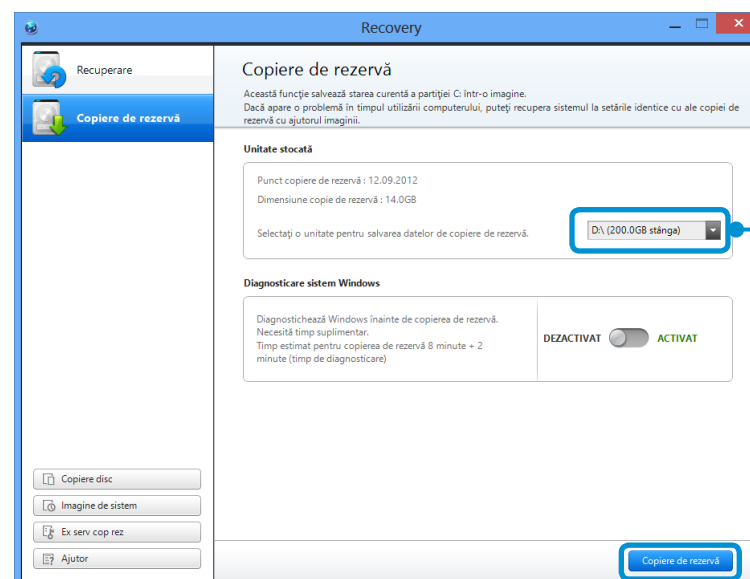 Recovery
Recuperare
Copiere de rezervă
Copiere de rezervă
Această funcţie salvează starea curentă a partiţiei C: într-o imagine.
Dacă apare o problemă în timpul utilizării computerului, puteţi recupera sistemul la setările identice cu ale copiei de
rezervă cu ajutorul imaginii.
Unitate stocată
Punct copiere de rezervă : 12.09.2012
Dimensiune copie de rezervă : 14.0GB
Selectaţi o unitate pentru salvarea datelor de copiere de rezervă.
D:\ (200.0GB stânga)
Diagnosticare sistem Windows
Diagnostichează Windows înainte de copierea de rezervă.
Necesită timp suplimentar.
Timp estimat pentru copierea de rezervă 8 minute + 2
minute (timp de diagnosticare)
DEZACTIVAT ACTIVAT
Copiere disc
Imagine de sistem
Ex serv cop rez
Ajutor
Copiere de rezervă